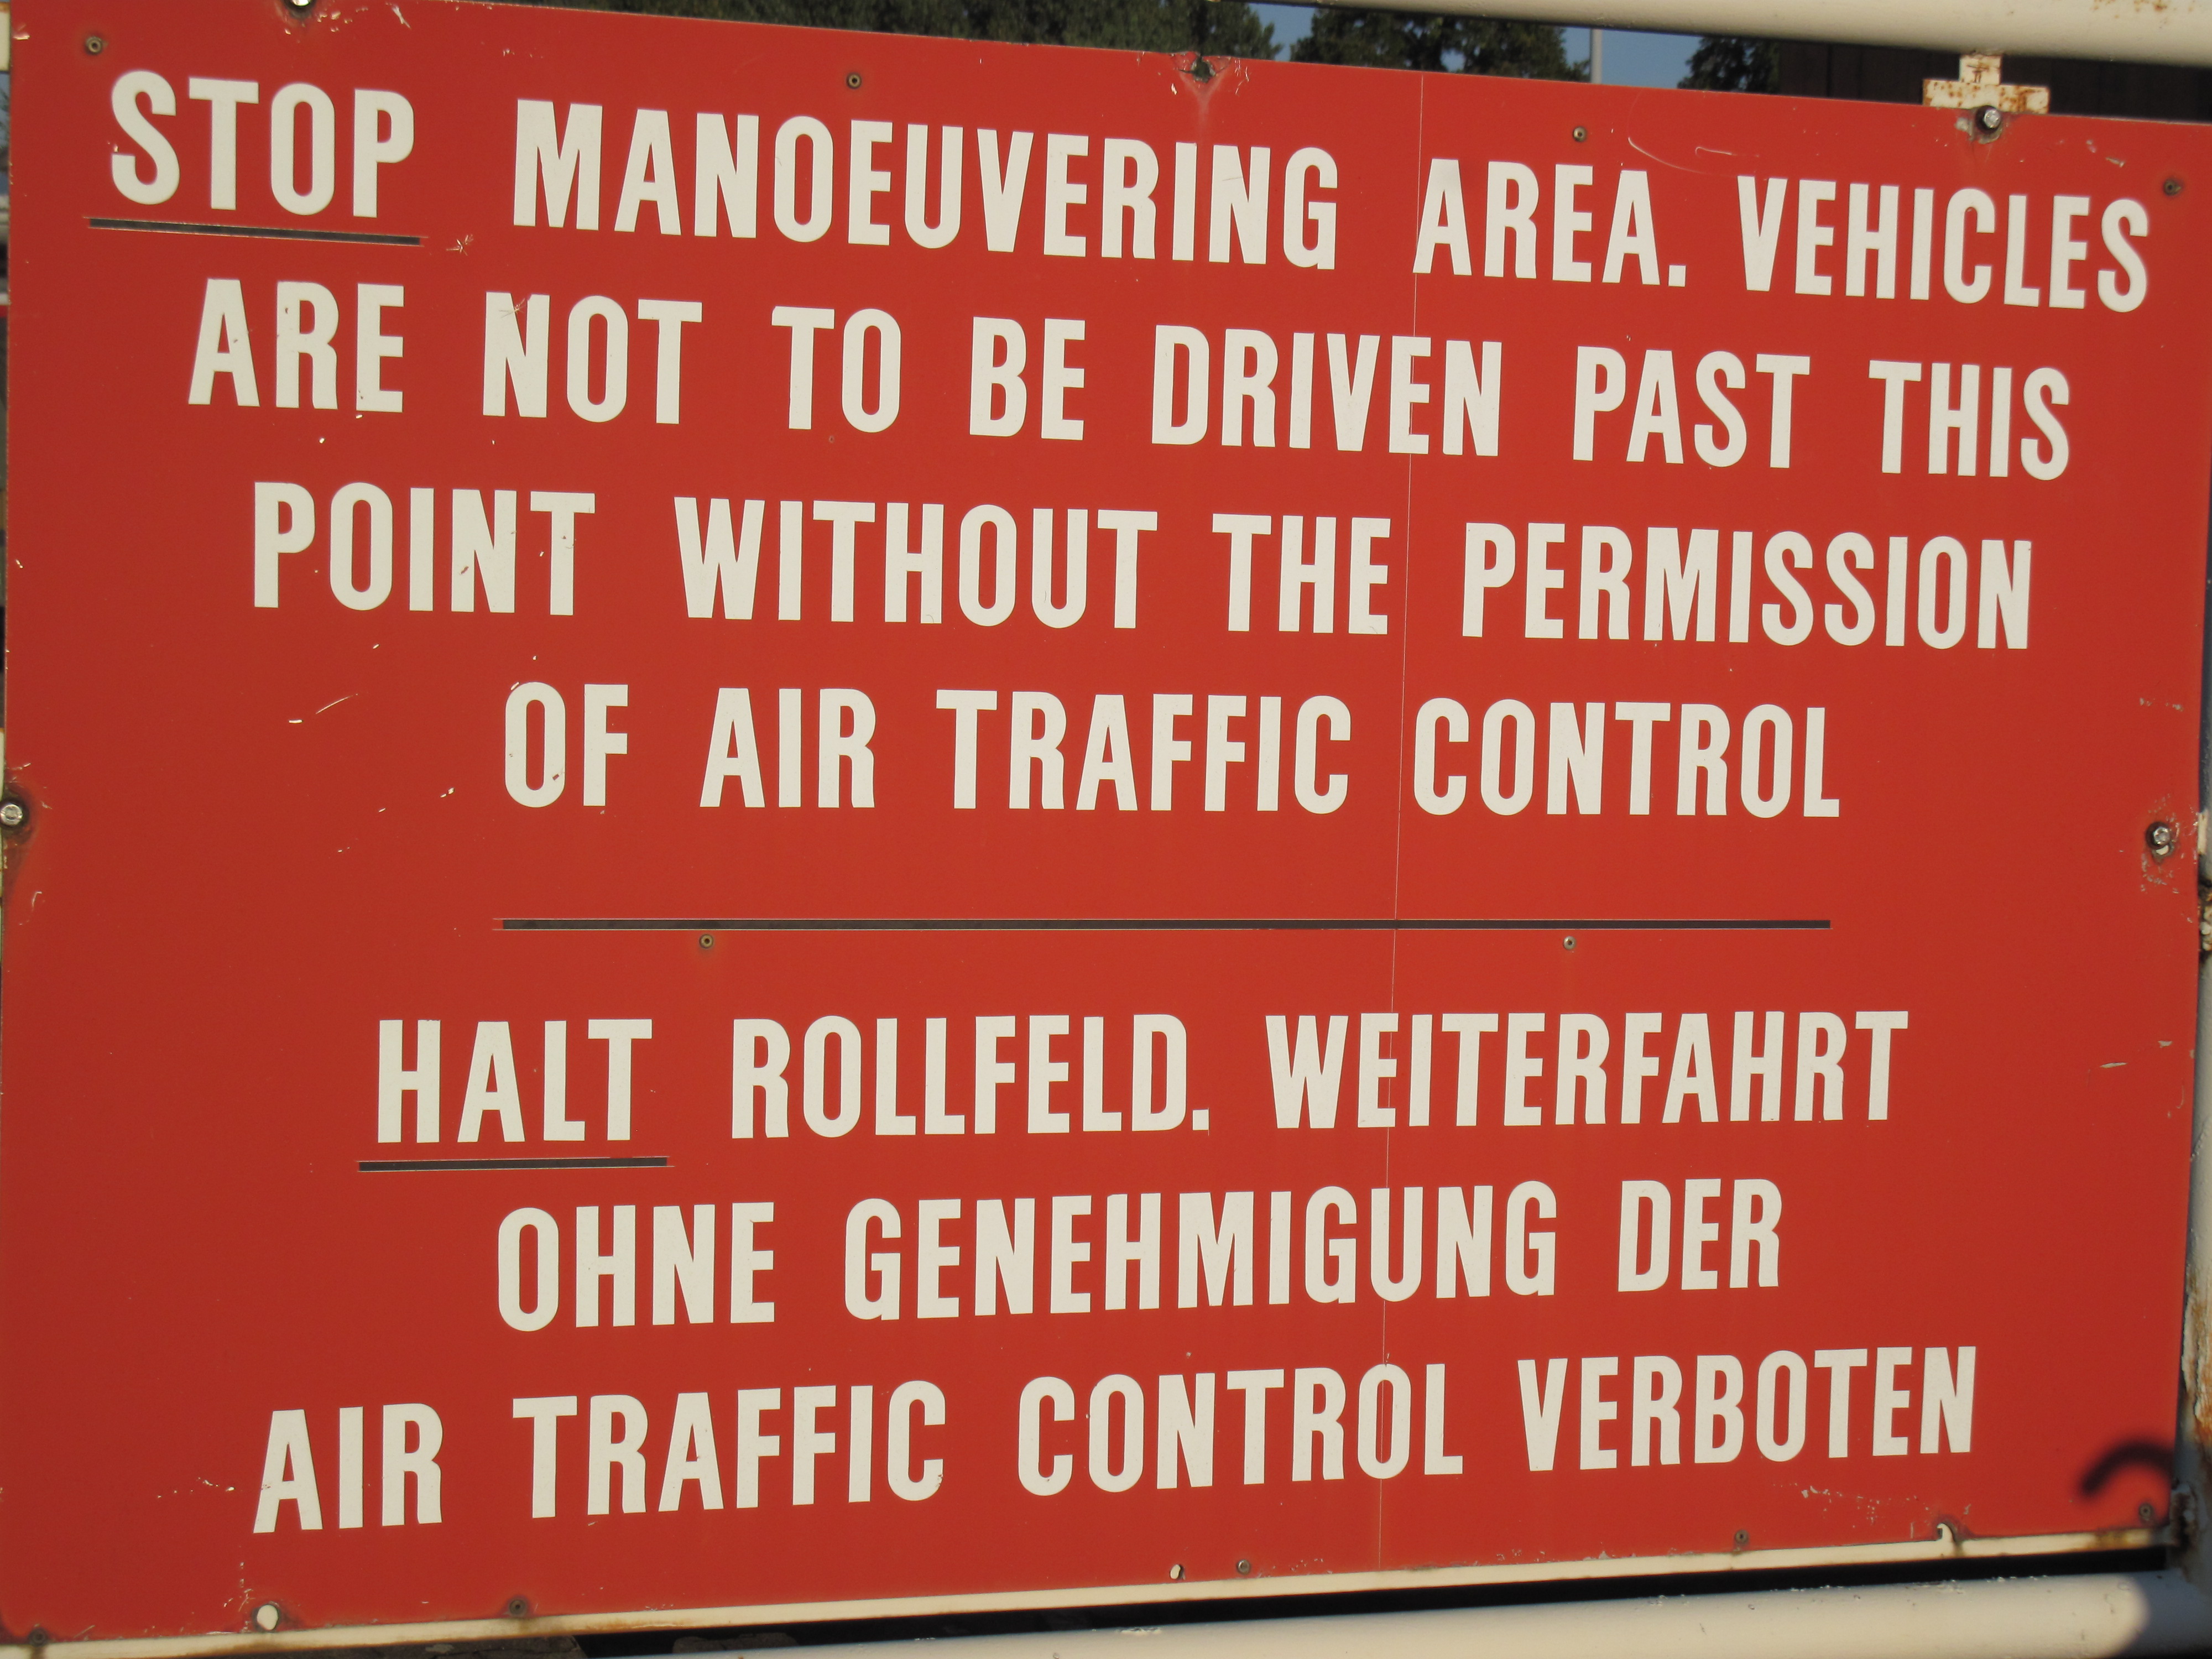 STOP MANOEUVERING AREA. VEHICLES
ARE NOT TO BE DRIVEN PAST THIS
POINT WITHOUT THE PERMISSION
OF AIR TRAFFIC CONTROL
HALT ROLLFELD. WEITERFAHRT
OHNE GENEHMIGUNG DER
AIR TRAFFIC CONTROL VERBOTEN